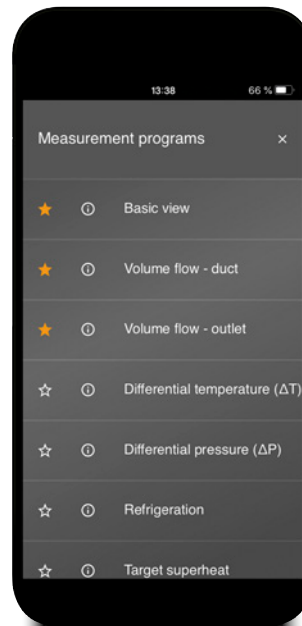 13:38 66 %
Measurement programs ×
Basic view
Volume flow - duct
Volume flow - outlet
Differential temperature (ΔT)
Differential pressure (ΔP)
Refrigeration
Target superheat